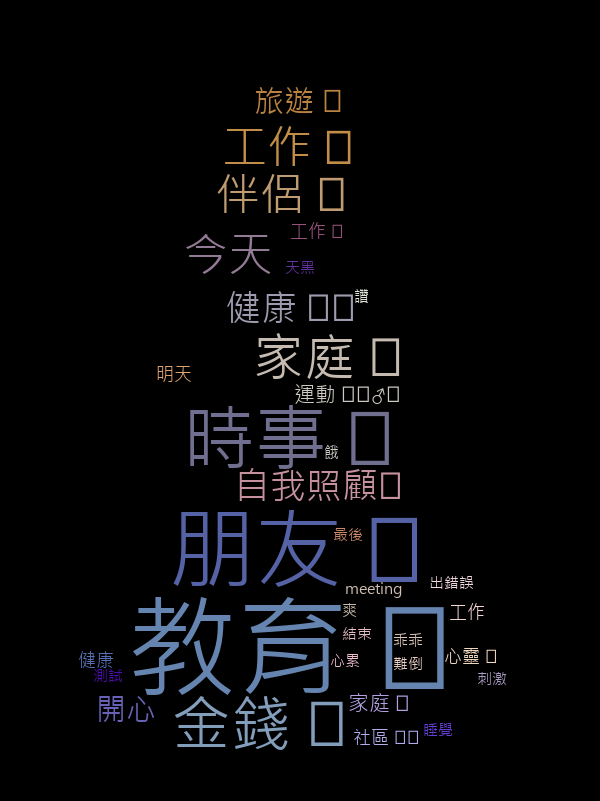 旅遊 
工作 
伴侶 
工作 
今天
天黑
健康 
讚
家庭 
明天
運動 ♂
時事 
餓
自我照顧
朋友 
最後
出錯誤
meeting
教育 
爽
工作
結束
乖乖
難倒
心累
心靈 
健康
測試
刺激
開心
家庭 
金錢 
社區 
睡覺